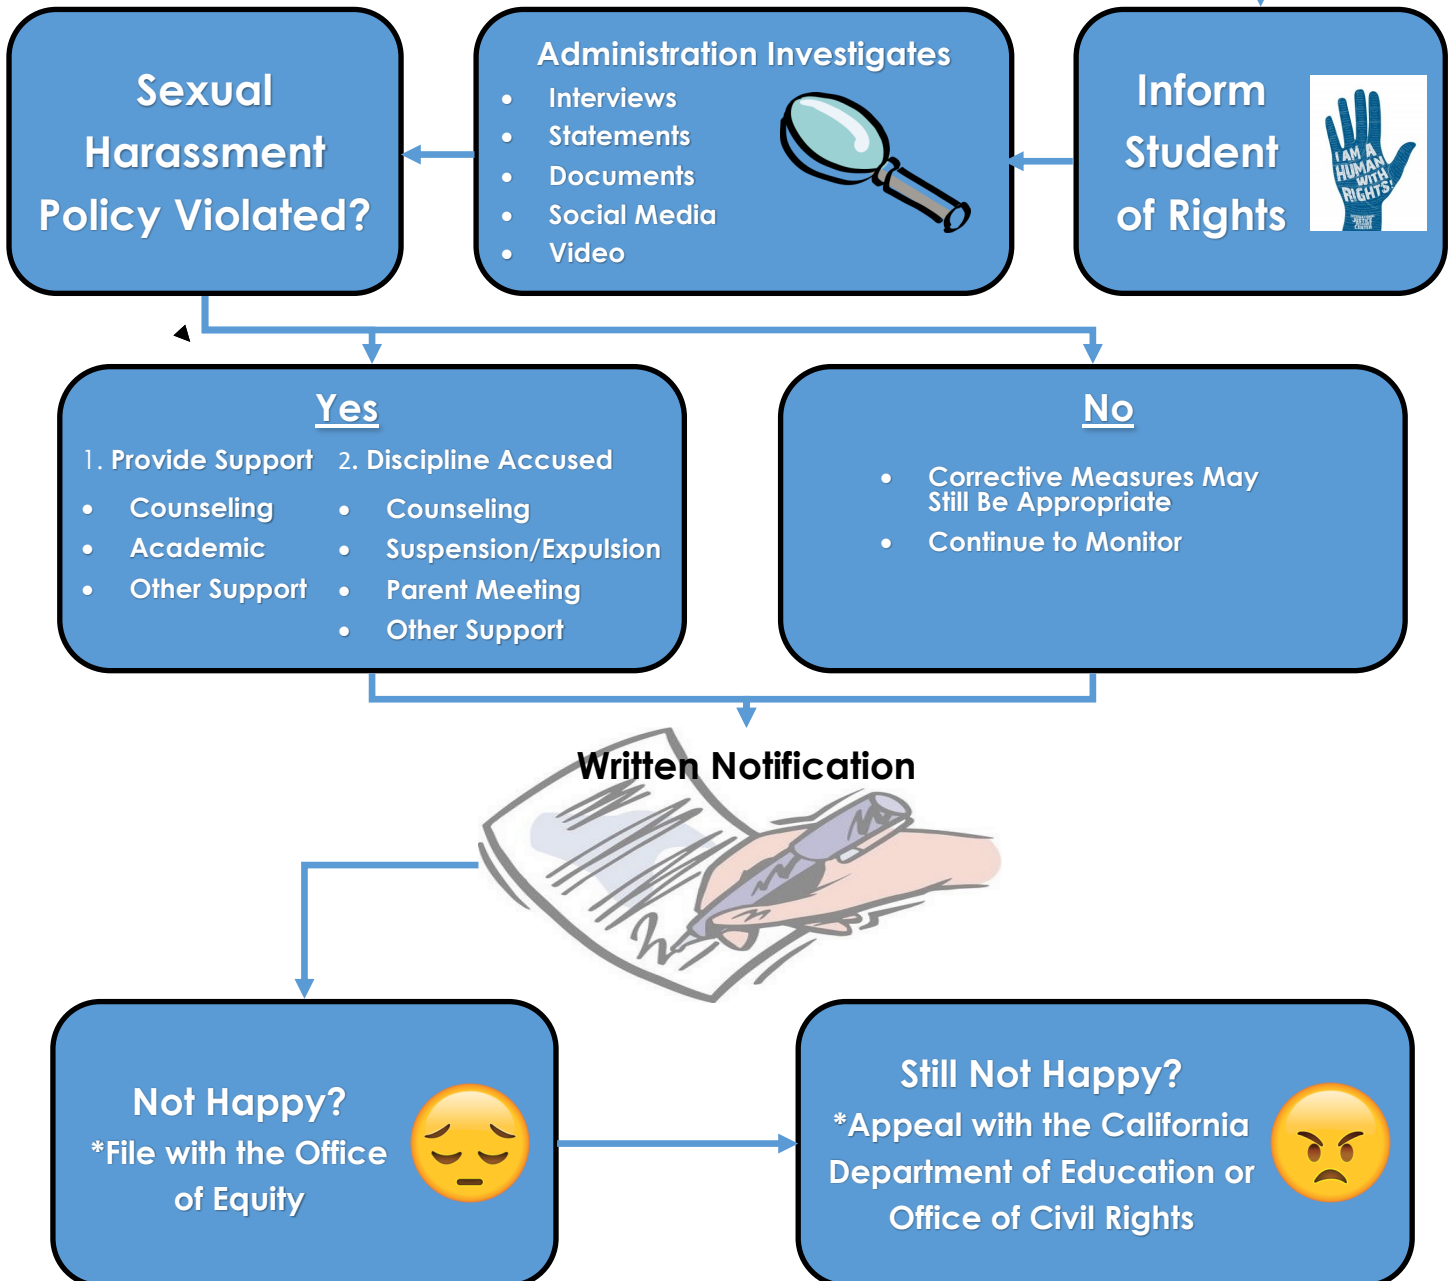 Sexual
Harassment
Policy Violated?
Administration Investigates
• Interviews
• Statements
• Documents
• Social Media
• Video
Inform
Student
of Rights
I AM A
HUMAN
WITH
RIGHTS!
Yes
1. Provide Support
• Counseling
• Academic
• Other Support
2. Discipline Accused
• Counseling
• Suspension/Expulsion
• Parent Meeting
• Other Support
No
• Corrective Measures May
Still Be Appropriate
• Continue to Monitor
Written Notification
Not Happy?
*File with the Office
of Equity
Still Not Happy?
*Appeal with the California
Department of Education or
Office of Civil Rights